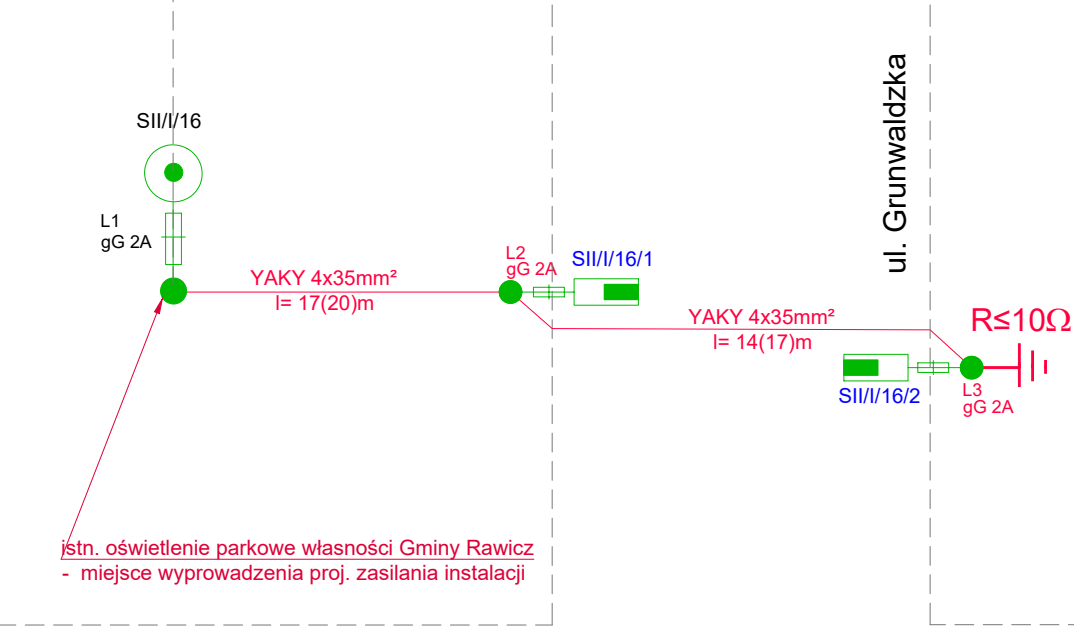 SII/I/16
L1
gG 2A
YAKY 4x35mm²
l= 17(20)m
L2
gG 2A
SII/I/16/1
ul. Grunwaldzka
YAKY 4x35mm²
l= 14(17)m
R≤10Ω
SII/I/16/2
L3
gG 2A
istn. oświetlenie parkowe własności Gminy Rawicz
- miejsce wyprowadzenia proj. zasilania instalacji